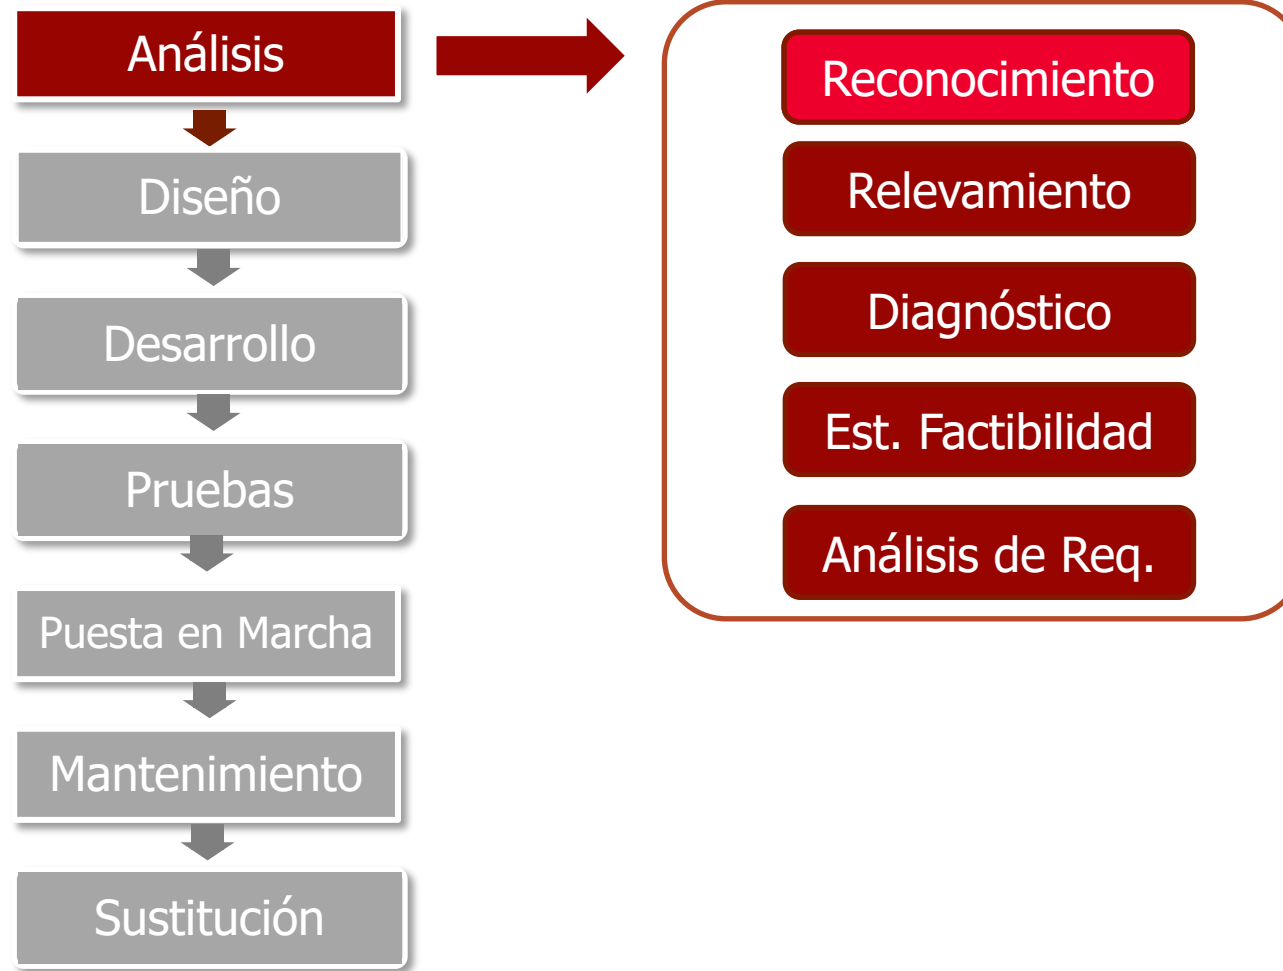 Análisis
Diseño
Desarrollo
Pruebas
Puesta en Marcha
Mantenimiento
Sustitución
Reconocimiento
Relevamiento
Diagnóstico
Est. Factibilidad
Análisis de Req.